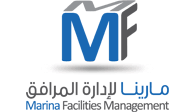 MF
مارينا لإدارة المرافق
Marina Facilities Management